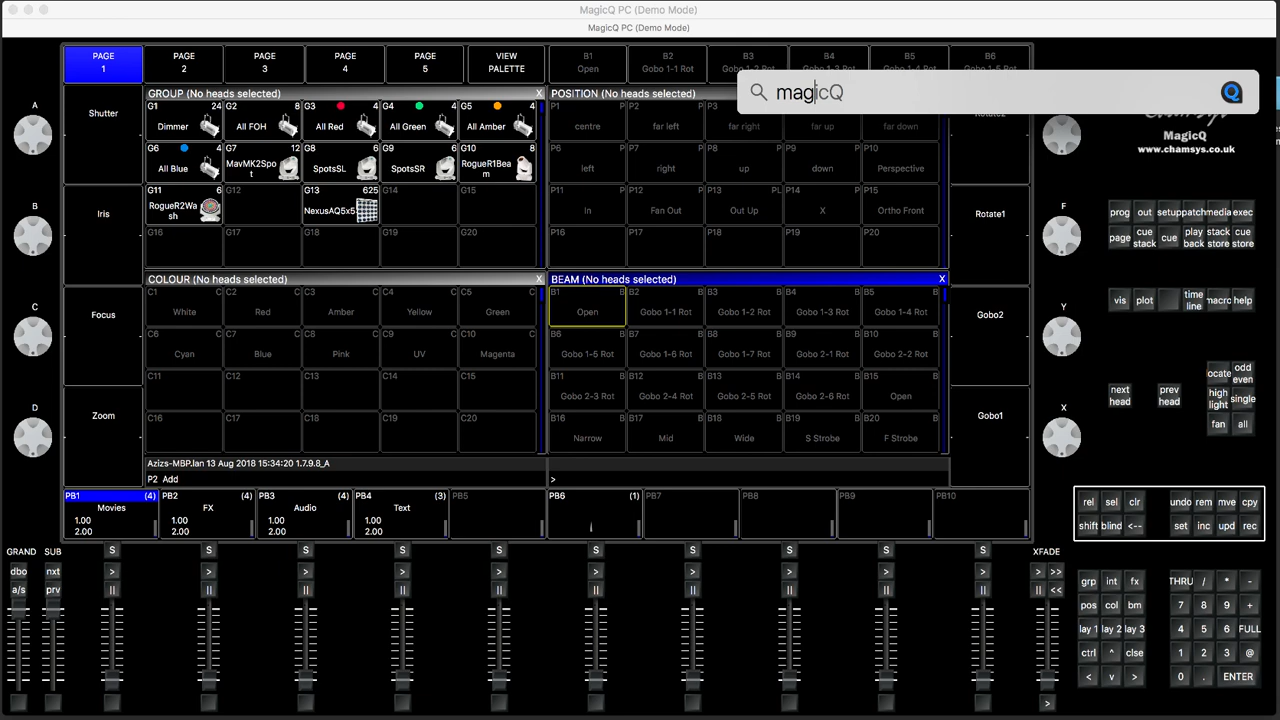 MagicQ PC (Demo Mode)
MagicQ PC (Demo Mode)
PAGE 1
PAGE 2
PAGE 3
PAGE 4
PAGE 5
VIEW PALETTE
B1 Open
B2 Gobo 1-1 Rot
B6
magicQ
A
B
C
D
Shutter
Iris
Focus
Zoom
GROUP (No heads selected) X
G1 24 Dimmer
G2 8 All FOH
G3 4 All Red
G4 4 All Green
G5 4 All Amber
G6 4 All Blue
G7 12 MavMK2Spot
G8 6 SpotsSL
G9 6 SpotsSR
G10 8 RogueR1Beam
G11 6 RogueR2Wash
G12
G13 625 NexusAQ5x5
G14
G15
G16
G17
G18
G19
G20
POSITION (No heads selected)
P1 P centre
P2 far left
far right
far up
far down
P6 P left
P7 P right
P8 P up
P9 P down
P10 P Perspective
P11 P In
P12 P Fan Out
P13 PL Out Up
P14 P X
P15 P Ortho Front
P16
P17
P18
P19
P20
COLOUR (No heads selected) X
C1 C White
C2 C Red
C3 C Amber
C4 C Yellow
C5 C Green
C6 C Cyan
C7 C Blue
C8 C Pink
C9 C UV
C10 C Magenta
C11
C12
C13
C14
C15
C16
C17
C18
C19
C20
BEAM (No heads selected) X
B1 B Open
B2 B Gobo 1-1 Rot
B3 B Gobo 1-2 Rot
B4 B Gobo 1-3 Rot
B5 B Gobo 1-4 Rot
B6 B Gobo 1-5 Rot
B7 B Gobo 1-6 Rot
B8 B Gobo 1-7 Rot
B9 B Gobo 2-1 Rot
B10 B Gobo 2-2 Rot
B11 B Gobo 2-3 Rot
B12 B Gobo 2-4 Rot
B13 B Gobo 2-5 Rot
B14 B Gobo 2-6 Rot
B15 B Open
B16 B Narrow
B17 B Mid
B18 B Wide
B19 B S Strobe
B20 B F Strobe
Rotate1
Gobo2
Gobo1
F
Y
X
MagicQ
www.chamsys.co.uk
prog out setup patch media exec
page cue stack cue play back stack store cue store
vis plot time line macro help
next head prev head ocate odd even
high light single
fan all
rel sel clr undo rem mve cpy
shift blind <-- set inc upd rec
Azizs-MBP.lan 13 Aug 2018 15:34:20 1.7.9.8_A
P2 Add
>
PB1 (4) Movies 1.00 2.00
PB2 (4) FX 1.00 2.00
PB3 (4) Audio 1.00 2.00
PB4 (3) Text 1.00 2.00
PB5
PB6 (1)
PB7
PB8
PB9
PB10
GRAND SUB S S S S S S S S S S XFADE
dbo nxt > > > > > > > > > > > >>
a/s prv || || || || || || || || || || || <<
>
grp int fx THRU / * -
pos col bm 7 8 9 +
lay 1 lay 2 lay 3 4 5 6 FULL
ctrl ^ clse 1 2 3 @
< v > 0 . ENTER